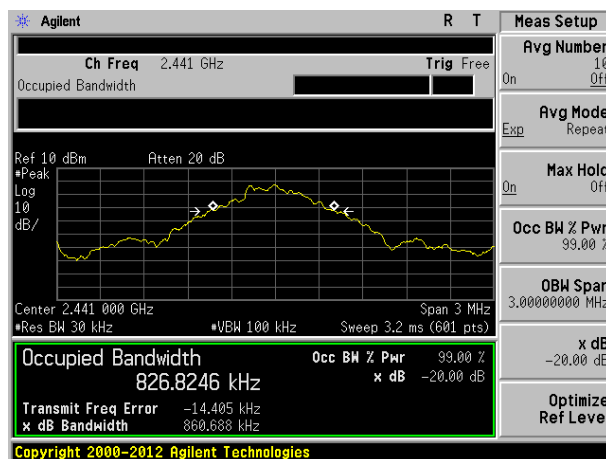 Agilent R T
Ch Freq 2.441 GHz Trig Free
Occupied Bandwidth
Ref 10 dBm Atten 20 dB
#Peak
Log
10
dB/
Center 2.441 000 GHz Span 3 MHz
#Res BW 30 kHz #VBW 100 kHz Sweep 3.2 ms (601 pts)
Occupied Bandwidth
826.8246 kHz
Occ BW % Pwr 99.00 %
x dB -20.00 dB
Transmit Freq Error -14.405 kHz
x dB Bandwidth 860.688 kHz
Copyright 2000-2012 Agilent Technologies
Meas Setup
Avg Number
10
On Off
Avg Mode
Exp Repeat
Max Hold
On Off
Occ BW % Pwr
99.00 %
OBW Span
3.00000000 MHz
x dB
-20.00 dB
Optimize
Ref Level